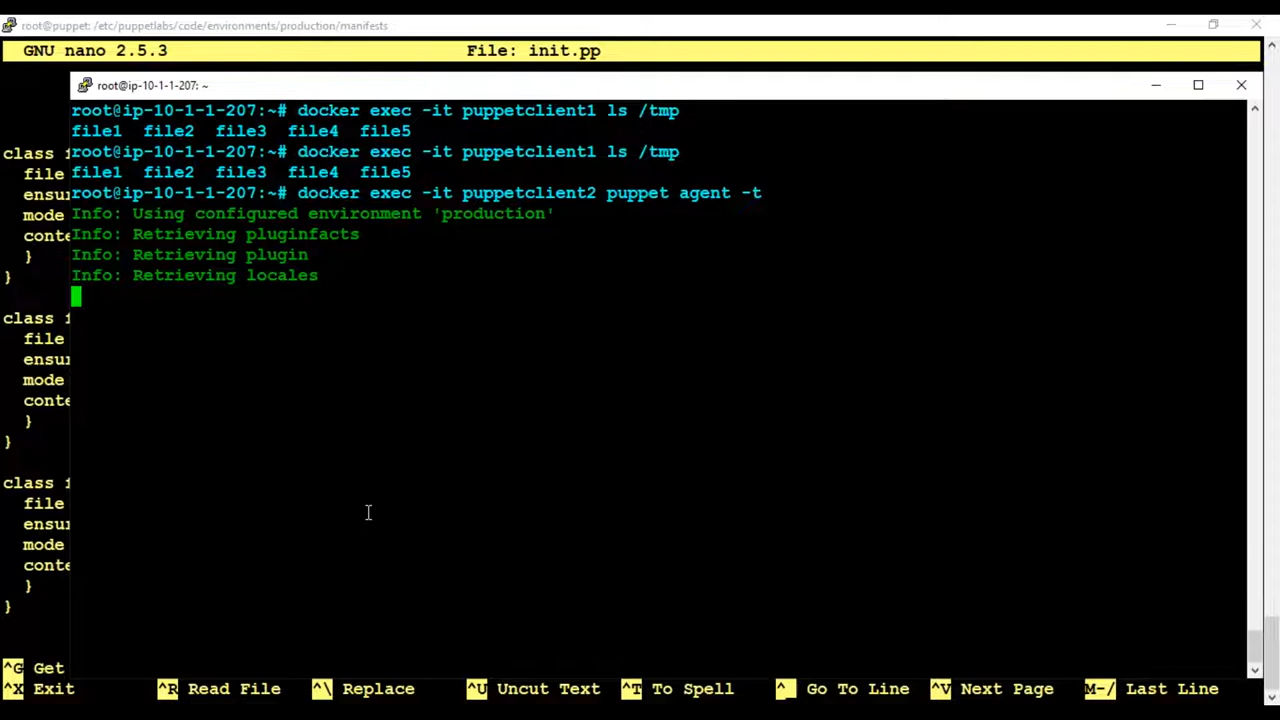 root@puppet: /etc/puppetlabs/code/environments/production/manifests
GNU nano 2.5.3 File: init.pp
root@ip-10-1-1-207: ~
root@ip-10-1-1-207:~# docker exec -it puppetclient1 ls /tmp
file1 file2 file3 file4 file5
root@ip-10-1-1-207:~# docker exec -it puppetclient1 ls /tmp
file1 file2 file3 file4 file5
root@ip-10-1-1-207:~# docker exec -it puppetclient2 puppet agent -t
Info: Using configured environment 'production'
Info: Retrieving pluginfacts
Info: Retrieving plugin
Info: Retrieving locales
class f
file
ensu
mode
conte
}
}
class f
file
ensu
mode
conte
}
}
class f
file
ensu
mode
conte
}
}
^G Get
^X Exit ^R Read File ^\ Replace ^U Uncut Text ^T To Spell ^_ Go To Line ^V Next Page M-/ Last Line